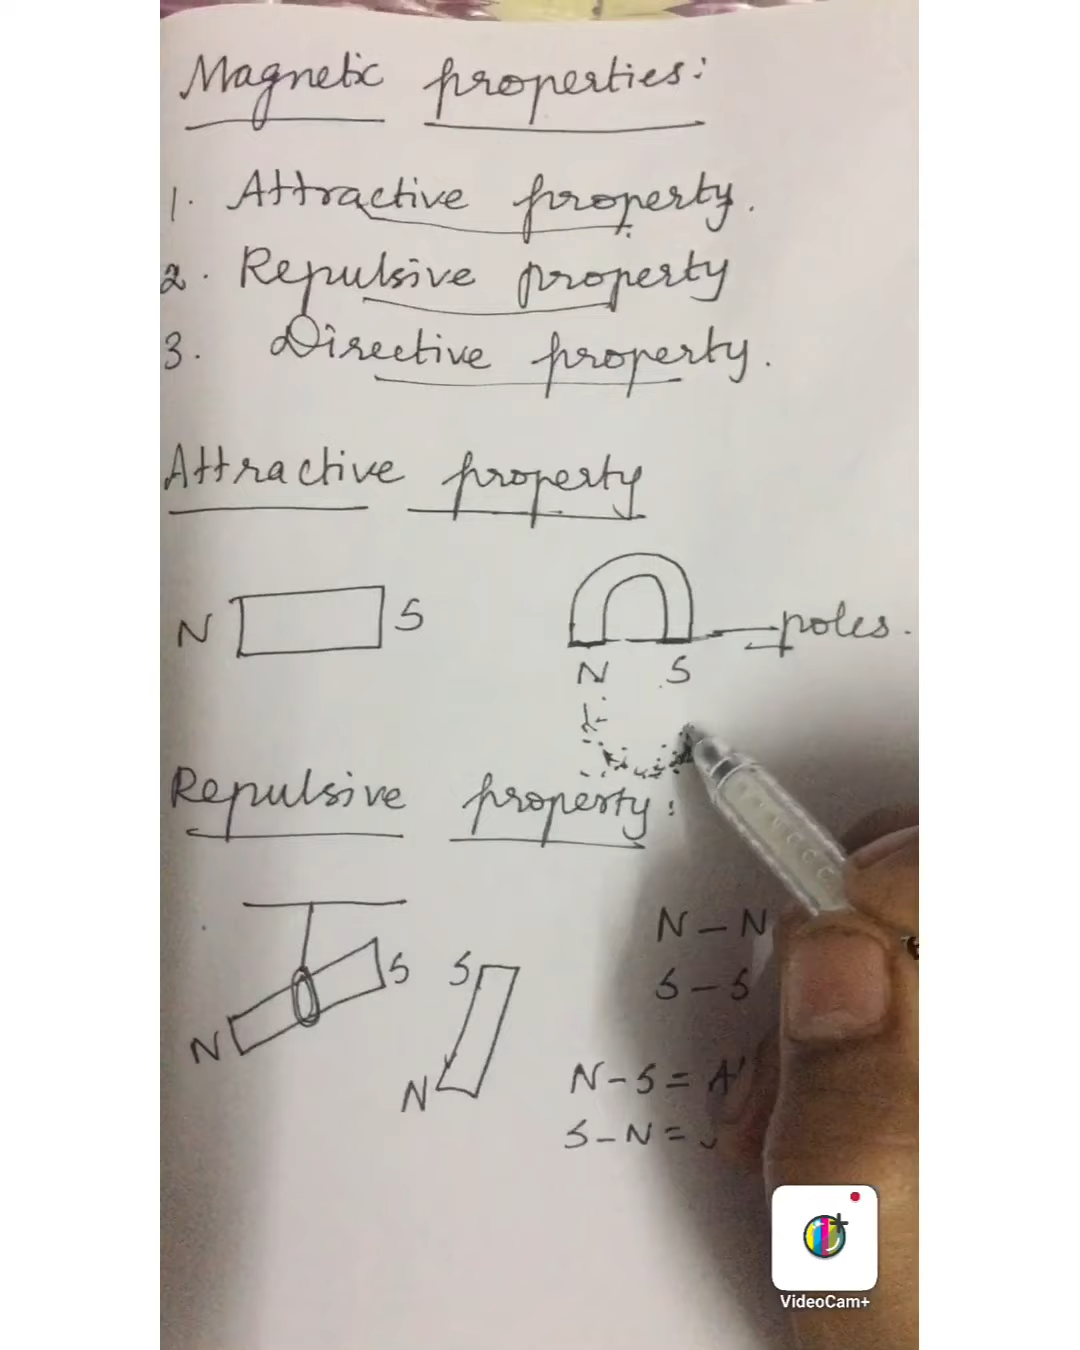 Magnetic properties:
1. Attractive property.
2. Repulsive property
3. Directive property.
Attractive property
N S
poles.
N S
Repulsive property:
N - N
S S
S - S
N
N
N - S = A
S - N =
VideoCam+